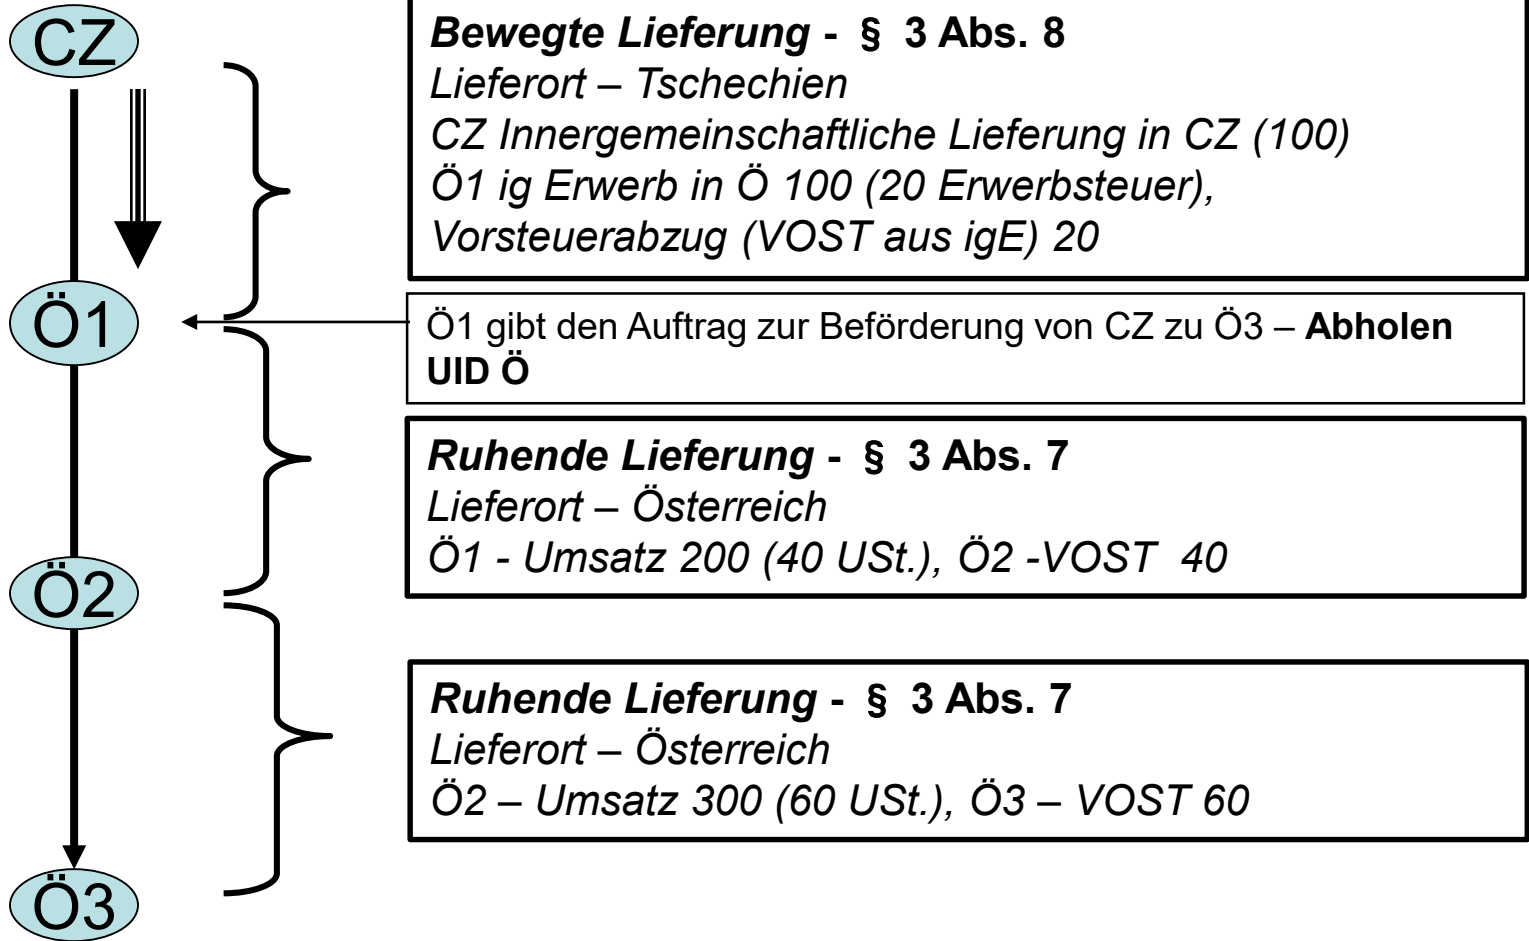 CZ
Bewegte Lieferung - § 3 Abs. 8
Lieferort – Tschechien
CZ Innergemeinschaftliche Lieferung in CZ (100)
Ö1 ig Erwerb in Ö 100 (20 Erwerbsteuer),
Vorsteuerabzug (VOST aus igE) 20
Ö1
Ö1 gibt den Auftrag zur Beförderung von CZ zu Ö3 – Abholen
UID Ö
Ruhende Lieferung - § 3 Abs. 7
Lieferort – Österreich
Ö1 - Umsatz 200 (40 USt.), Ö2 -VOST 40
Ö2
Ruhende Lieferung - § 3 Abs. 7
Lieferort – Österreich
Ö2 – Umsatz 300 (60 USt.), Ö3 – VOST 60
Ö3